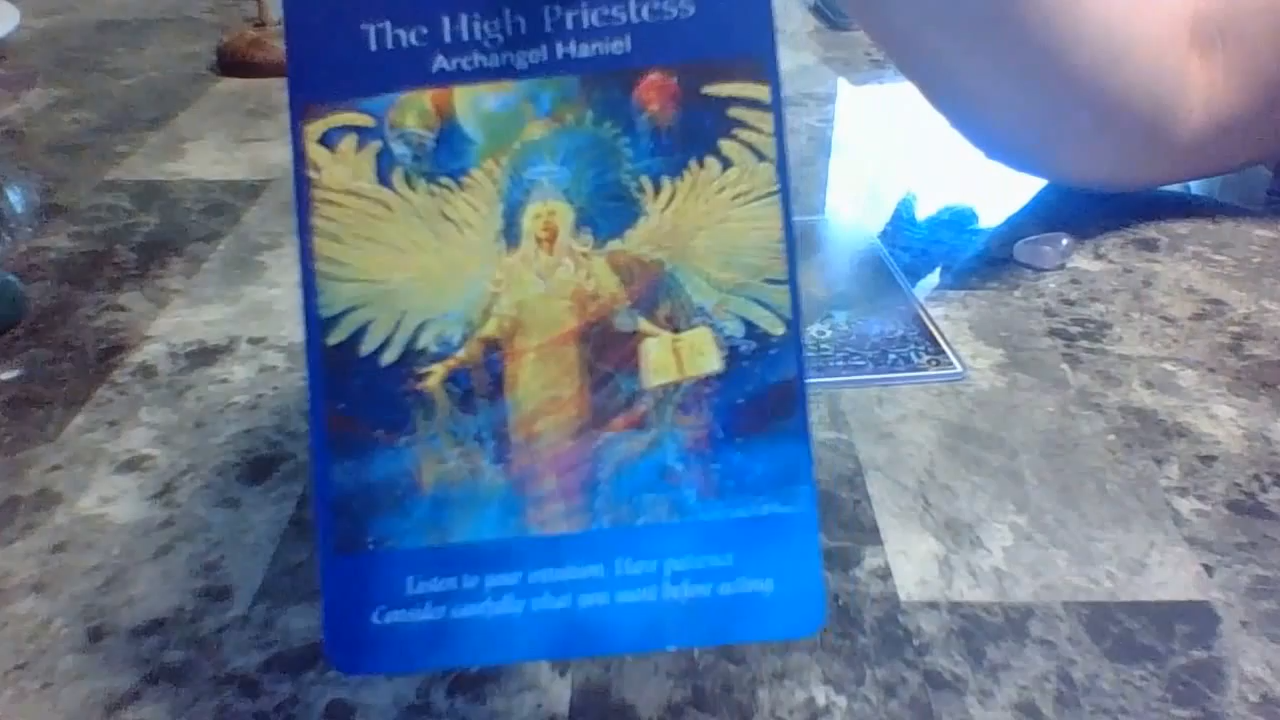 The High Priestess
Archangel Haniel
Listen to your intuition. Have patience.
Consider carefully what you want before acting.